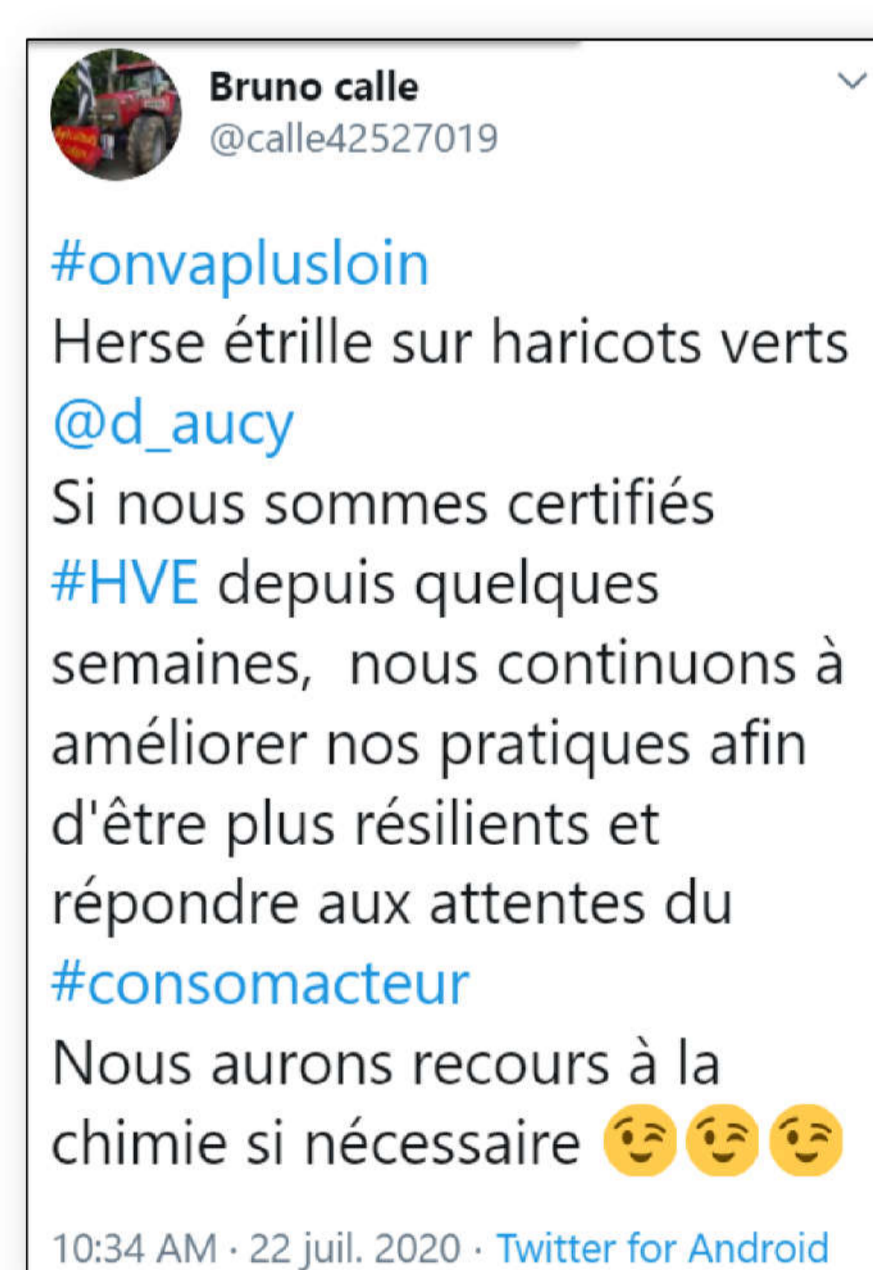 Bruno calle
@calle42527019
#onvaplusloin
Herse étrille sur haricots verts
@d_aucy
Si nous sommes certifiés
#HVE depuis quelques
semaines,  nous continuons à
améliorer nos pratiques afin
d'être plus résilients et
répondre aux attentes du
#consomacteur
Nous aurons recours à la
chimie si nécessaire 😉😉😉
10:34 AM · 22 juil. 2020 · Twitter for Android